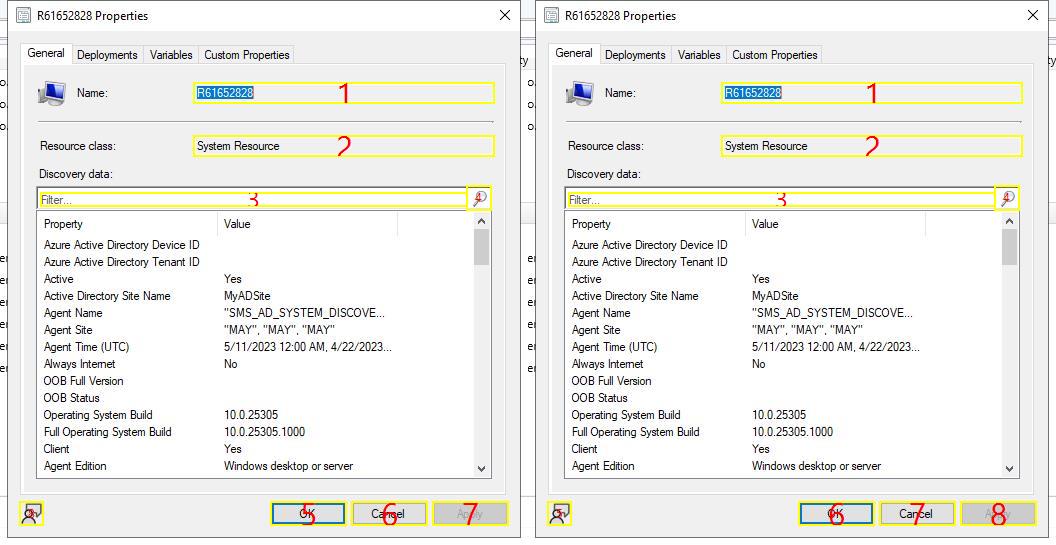 R61652828 Properties
General Deployments Variables Custom Properties
Name: R61652828 1
Resource class: System Resource 2
Discovery data:
Filter... 3 4
Property Value
Azure Active Directory Device ID
Azure Active Directory Tenant ID
Active Yes
Active Directory Site Name MyADSite
Agent Name "SMS_AD_SYSTEM_DISCOVE...
Agent Site "MAY", "MAY", "MAY"
Agent Time (UTC) 5/11/2023 12:00 AM, 4/22/2023...
Always Internet No
OOB Full Version
OOB Status
Operating System Build 10.0.25305
Full Operating System Build 10.0.25305.1000
Client Yes
Agent Edition Windows desktop or server
OK 5 Cancel 6 Apply 7
R61652828 Properties
General Deployments Variables Custom Properties
Name: R61652828 1
Resource class: System Resource 2
Discovery data:
Filter... 3 4
Property Value
Azure Active Directory Device ID
Azure Active Directory Tenant ID
Active Yes
Active Directory Site Name MyADSite
Agent Name "SMS_AD_SYSTEM_DISCOVE...
Agent Site "MAY", "MAY", "MAY"
Agent Time (UTC) 5/11/2023 12:00 AM, 4/22/2023...
Always Internet No
OOB Full Version
OOB Status
Operating System Build 10.0.25305
Full Operating System Build 10.0.25305.1000
Client Yes
Agent Edition Windows desktop or server
5 OK 6 Cancel 7 Apply 8